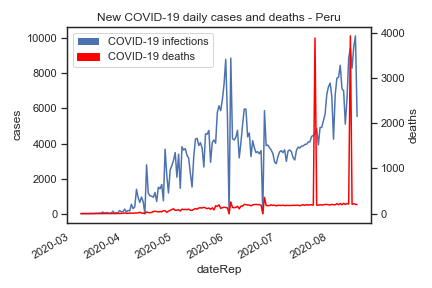 New COVID-19 daily cases and deaths - Peru
COVID-19 infections
COVID-19 deaths
10000
8000
6000
4000
2000
0
cases
4000
3000
2000
1000
0
deaths
2020-03
2020-04
2020-05
2020-06
2020-07
2020-08
dateRep